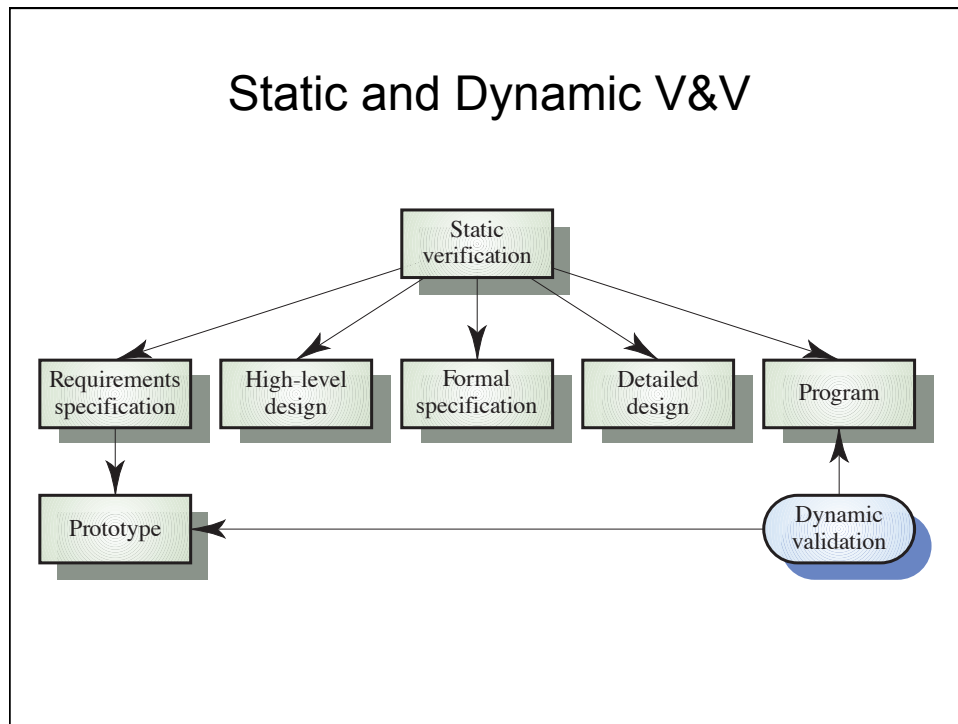 Static and Dynamic V&V
Static
verification
Requirements
specification
High-level
design
Formal
specification
Detailed
design
Program
Prototype
Dynamic
validation